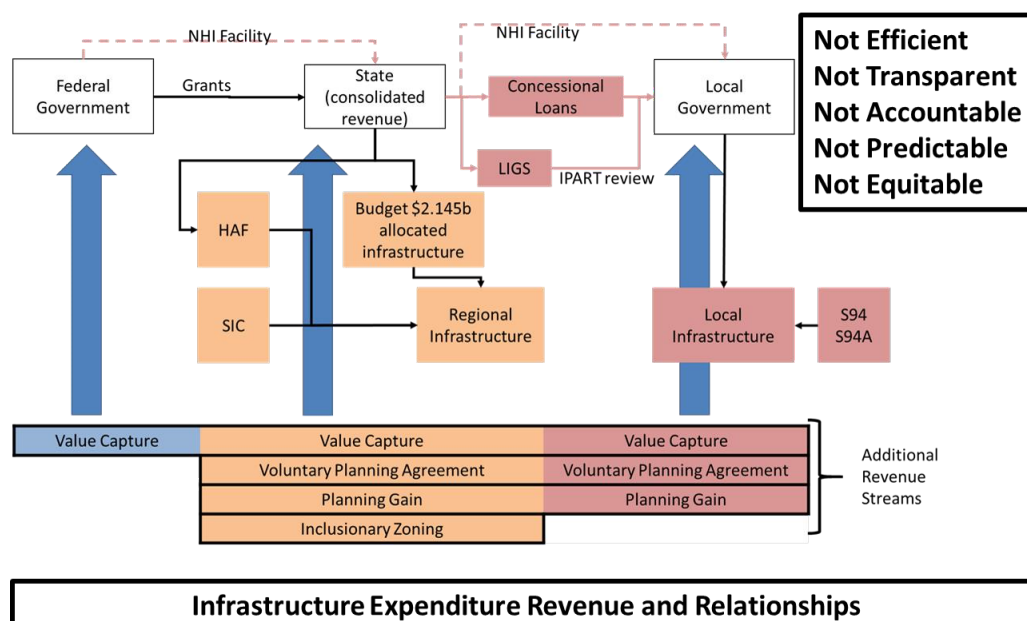 NHI Facility
NHI Facility
Federal
Government
Grants
State
(consolidated
revenue)
Concessional
Loans
Local
Government
LIGS
IPART review
Not Efficient
Not Transparent
Not Accountable
Not Predictable
Not Equitable
HAF
Budget $2.145b
allocated
infrastructure
SIC
Regional
Infrastructure
Local
Infrastructure
S94
S94A
Value Capture
Value Capture
Value Capture
Voluntary Planning Agreement
Voluntary Planning Agreement
Planning Gain
Planning Gain
Inclusionary Zoning
Additional
Revenue
Streams
Infrastructure Expenditure Revenue and Relationships